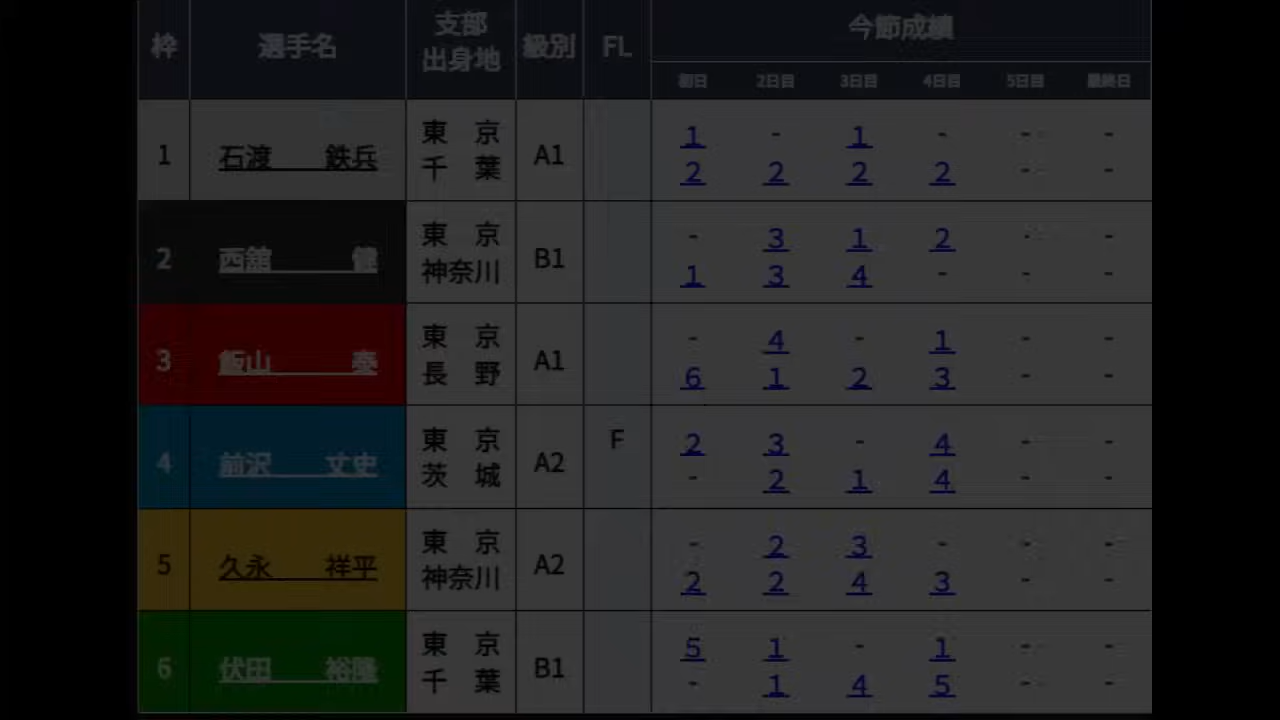 枠 選手名 支部 出身地 級別 FL 今節成績
初日 2日目 3日目 4日目 5日目 最終日
1 石渡 鉄兵 東京 A1 1 - 1 - - -
千葉 2 2 2 2 - -
2 西舘 健 東京 B1 - 3 1 2 - -
神奈川 1 3 4 - - -
3 飯山 泰 東京 A1 - 4 - 1 - -
長野 6 1 2 3 - -
4 前沢 丈史 東京 A2 F 2 3 - 4 - -
茨城 - 2 1 4 - -
5 久永 祥平 東京 A2 - 2 3 - - -
神奈川 2 2 4 3 - -
6 伏田 裕隆 東京 B1 5 1 - 1 - -
千葉 - 1 4 5 - -